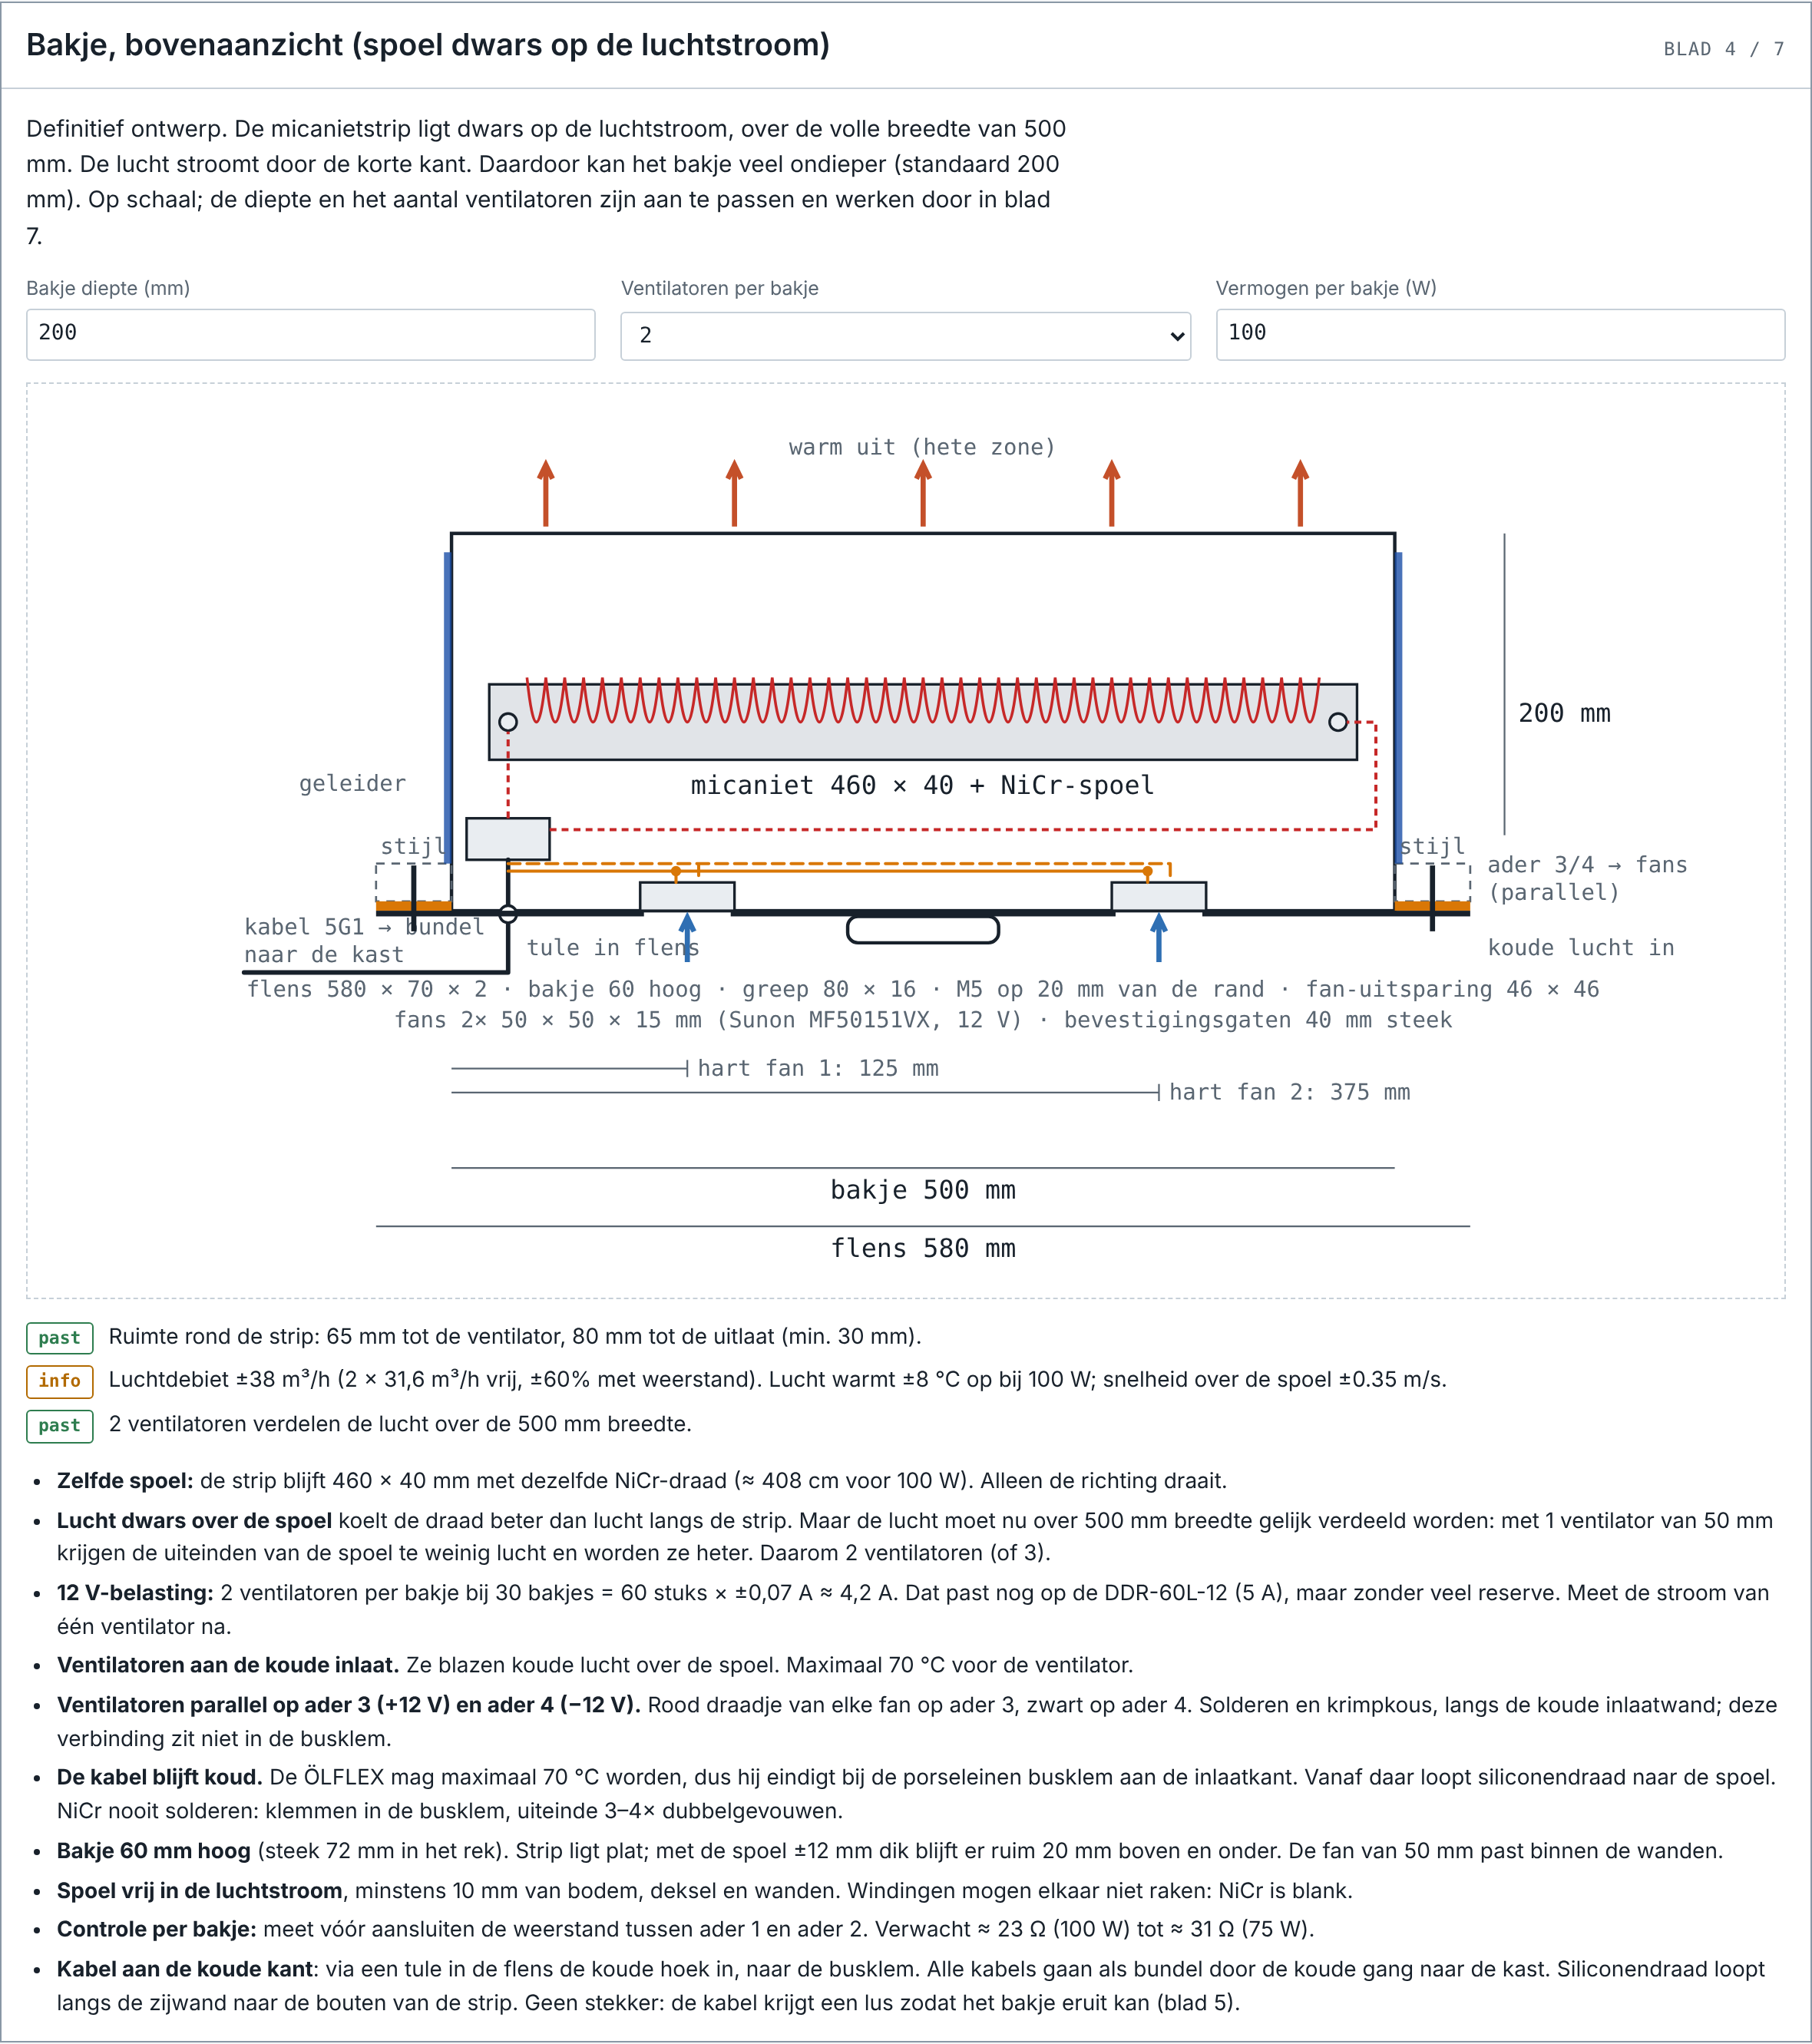 Bakje, bovenaanzicht (spoel dwars op de luchtstroom)
BLAD 4 / 7
Definitief ontwerp. De micanietstrip ligt dwars op de luchtstroom, over de volle breedte van 500
mm. De lucht stroomt door de korte kant. Daardoor kan het bakje veel ondieper (standaard 200
mm). Op schaal; de diepte en het aantal ventilatoren zijn aan te passen en werken door in blad
7.
Bakje diepte (mm)
Ventilatoren per bakje
Vermogen per bakje (W)
200
2
100
warm uit (hete zone)
200 mm
geleider
micaniet 460 × 40 + NiCr-spoel
stijl
stijl
ader 3/4 → fans
(parallel)
kabel 5G1 → bundel
naar de kast
tule in flens
koude lucht in
flens 580 × 70 × 2 · bakje 60 hoog · greep 80 × 16 · M5 op 20 mm van de rand · fan-uitsparing 46 × 46
fans 2× 50 × 50 × 15 mm (Sunon MF50151VX, 12 V) · bevestigingsgaten 40 mm steek
hart fan 1: 125 mm
hart fan 2: 375 mm
bakje 500 mm
flens 580 mm
past Ruimte rond de strip: 65 mm tot de ventilator, 80 mm tot de uitlaat (min. 30 mm).
info Luchtdebiet ±38 m³/h (2 × 31,6 m³/h vrij, ±60% met weerstand). Lucht warmt ±8 °C op bij 100 W; snelheid over de spoel ±0.35 m/s.
past 2 ventilatoren verdelen de lucht over de 500 mm breedte.
• Zelfde spoel: de strip blijft 460 × 40 mm met dezelfde NiCr-draad (≈ 408 cm voor 100 W). Alleen de richting draait.
• Lucht dwars over de spoel koelt de draad beter dan lucht langs de strip. Maar de lucht moet nu over 500 mm breedte gelijk verdeeld worden: met 1 ventilator van 50 mm
krijgen de uiteinden van de spoel te weinig lucht en worden ze heter. Daarom 2 ventilatoren (of 3).
• 12 V-belasting: 2 ventilatoren per bakje bij 30 bakjes = 60 stuks × ±0,07 A ≈ 4,2 A. Dat past nog op de DDR-60L-12 (5 A), maar zonder veel reserve. Meet de stroom van
één ventilator na.
• Ventilatoren aan de koude inlaat. Ze blazen koude lucht over de spoel. Maximaal 70 °C voor de ventilator.
• Ventilatoren parallel op ader 3 (+12 V) en ader 4 (−12 V). Rood draadje van elke fan op ader 3, zwart op ader 4. Solderen en krimpkous, langs de koude inlaatwand; deze
verbinding zit niet in de busklem.
• De kabel blijft koud. De ÖLFLEX mag maximaal 70 °C worden, dus hij eindigt bij de porseleinen busklem aan de inlaatkant. Vanaf daar loopt siliconendraad naar de spoel.
NiCr nooit solderen: klemmen in de busklem, uiteinde 3–4× dubbelgevouwen.
• Bakje 60 mm hoog (steek 72 mm in het rek). Strip ligt plat; met de spoel ±12 mm dik blijft er ruim 20 mm boven en onder. De fan van 50 mm past binnen de wanden.
• Spoel vrij in de luchtstroom, minstens 10 mm van bodem, deksel en wanden. Windingen mogen elkaar niet raken: NiCr is blank.
• Controle per bakje: meet vóór aansluiten de weerstand tussen ader 1 en ader 2. Verwacht ≈ 23 Ω (100 W) tot ≈ 31 Ω (75 W).
• Kabel aan de koude kant: via een tule in de flens de koude hoek in, naar de busklem. Alle kabels gaan als bundel door de koude gang naar de kast. Siliconendraad loopt
langs de zijwand naar de bouten van de strip. Geen stekker: de kabel krijgt een lus zodat het bakje eruit kan (blad 5).